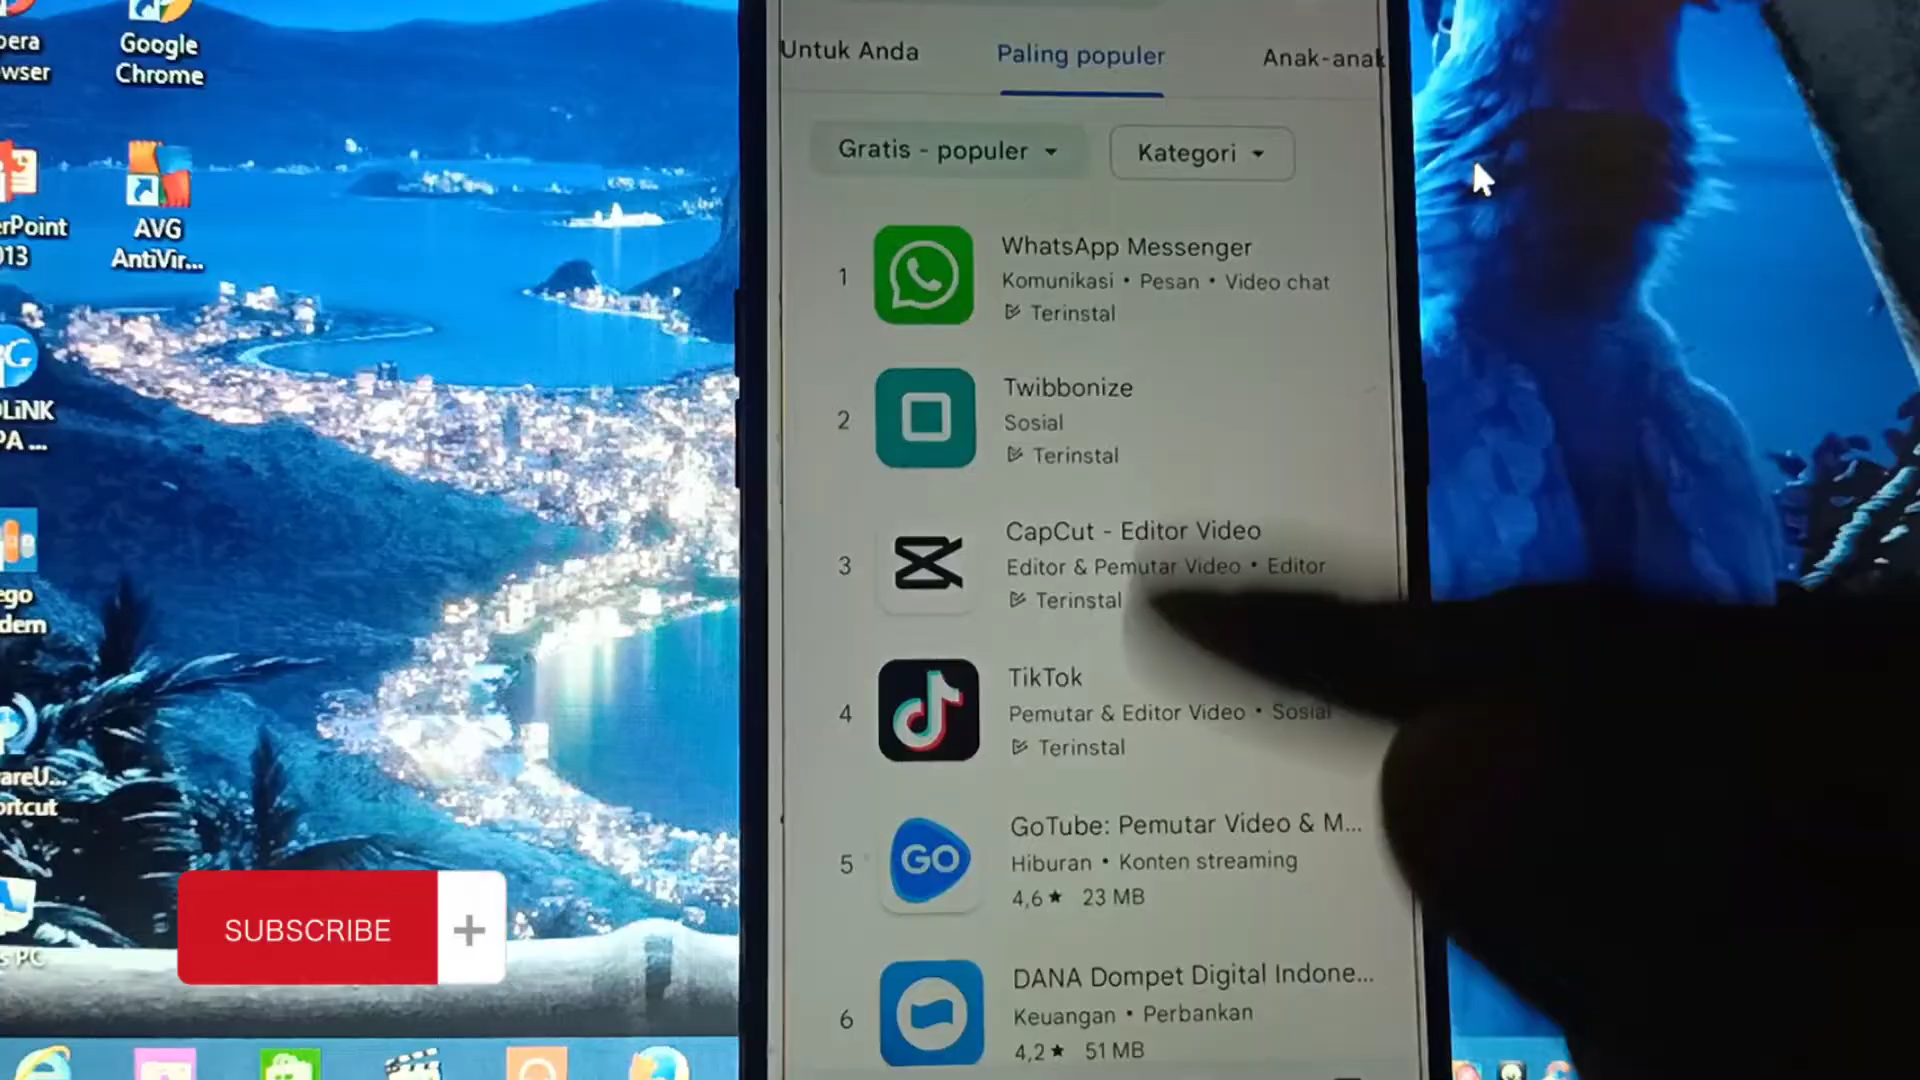 Google
Chrome
AVG
AntiVir...
Untuk Anda
Paling populer
Anak-anak
Gratis - populer
Kategori
1
WhatsApp Messenger
Komunikasi • Pesan • Video chat
Terinstal
2
Twibbonize
Sosial
Terinstal
3
CapCut - Editor Video
Editor & Pemutar Video • Editor
Terinstal
4
TikTok
Pemutar & Editor Video • Sosial
Terinstal
5
GO
GoTube: Pemutar Video & M...
Hiburan • Konten streaming
4,6★ 23 MB
6
DANA Dompet Digital Indone...
Keuangan • Perbankan
4,2★ 51 MB
SUBSCRIBE